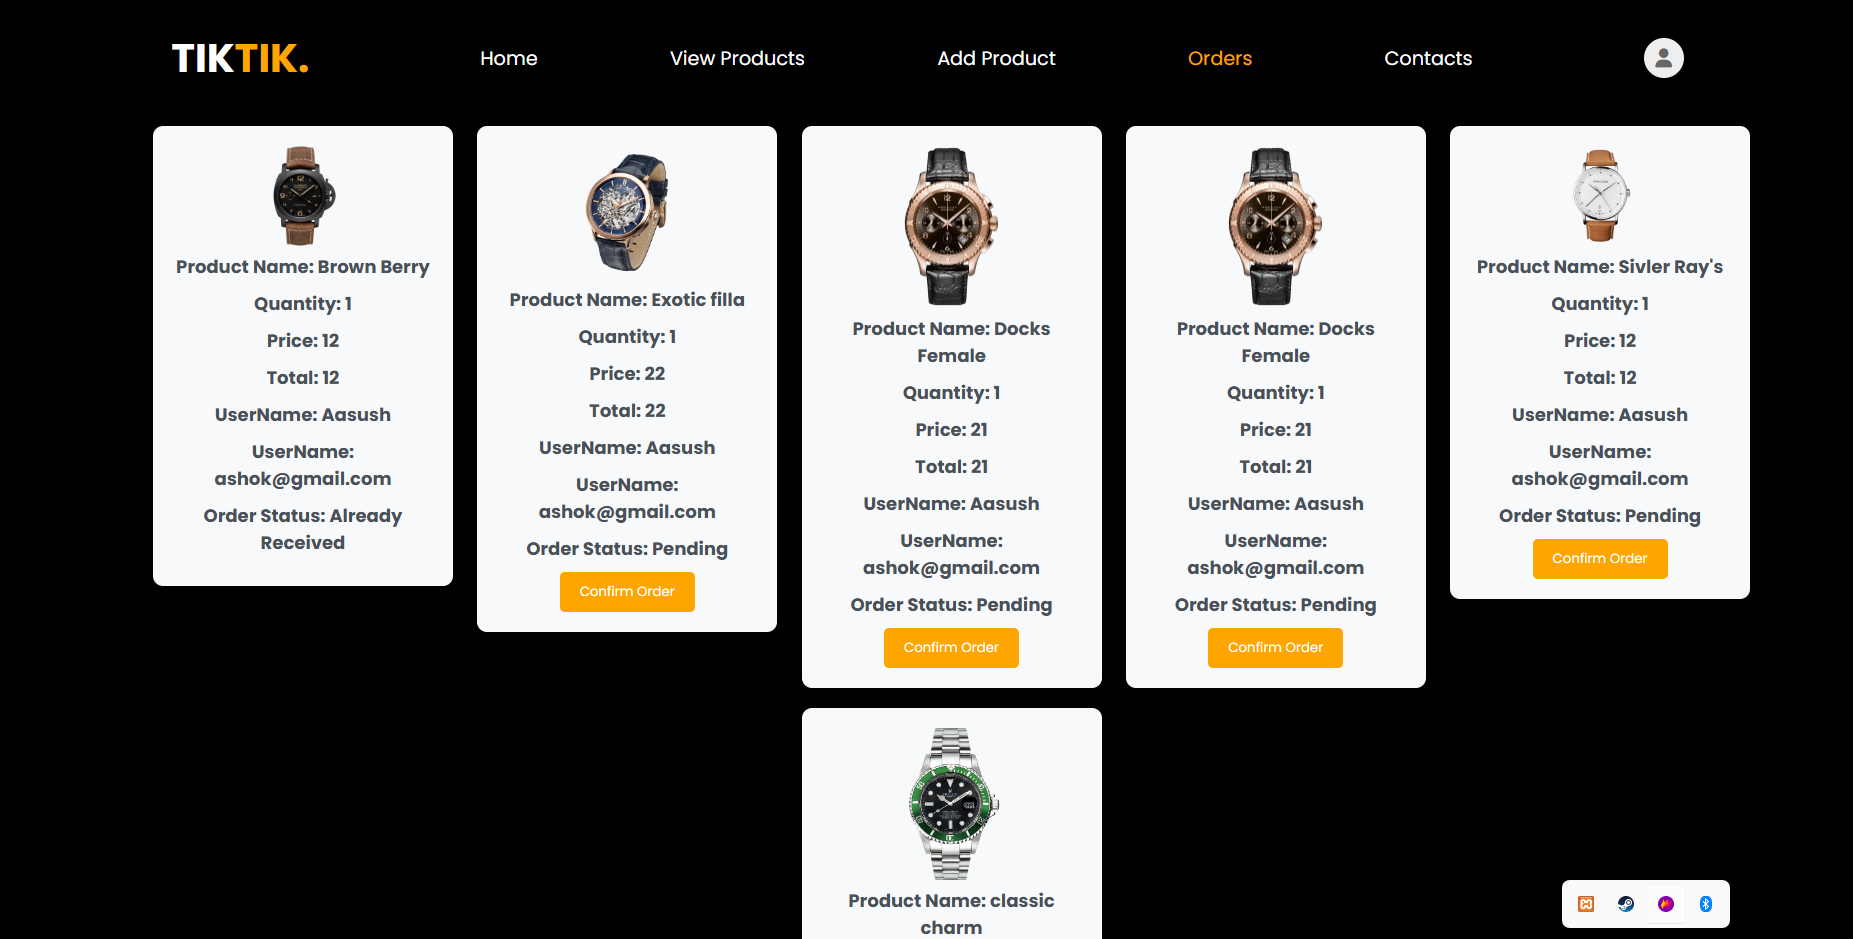 TIKTIK.
Home
View Products
Add Product
Orders
Contacts
Product Name: Brown Berry
Quantity: 1
Price: 12
Total: 12
UserName: Aasush
UserName:
ashok@gmail.com
Order Status: Already
Received
Product Name: Exotic filla
Quantity: 1
Price: 22
Total: 22
UserName: Aasush
UserName:
ashok@gmail.com
Order Status: Pending
Confirm Order
Product Name: Docks
Female
Quantity: 1
Price: 21
Total: 21
UserName: Aasush
UserName:
ashok@gmail.com
Order Status: Pending
Confirm Order
Product Name: Docks
Female
Quantity: 1
Price: 21
Total: 21
UserName: Aasush
UserName:
ashok@gmail.com
Order Status: Pending
Confirm Order
Product Name: Sivler Ray's
Quantity: 1
Price: 12
Total: 12
UserName: Aasush
UserName:
ashok@gmail.com
Order Status: Pending
Confirm Order
Product Name: classic
charm